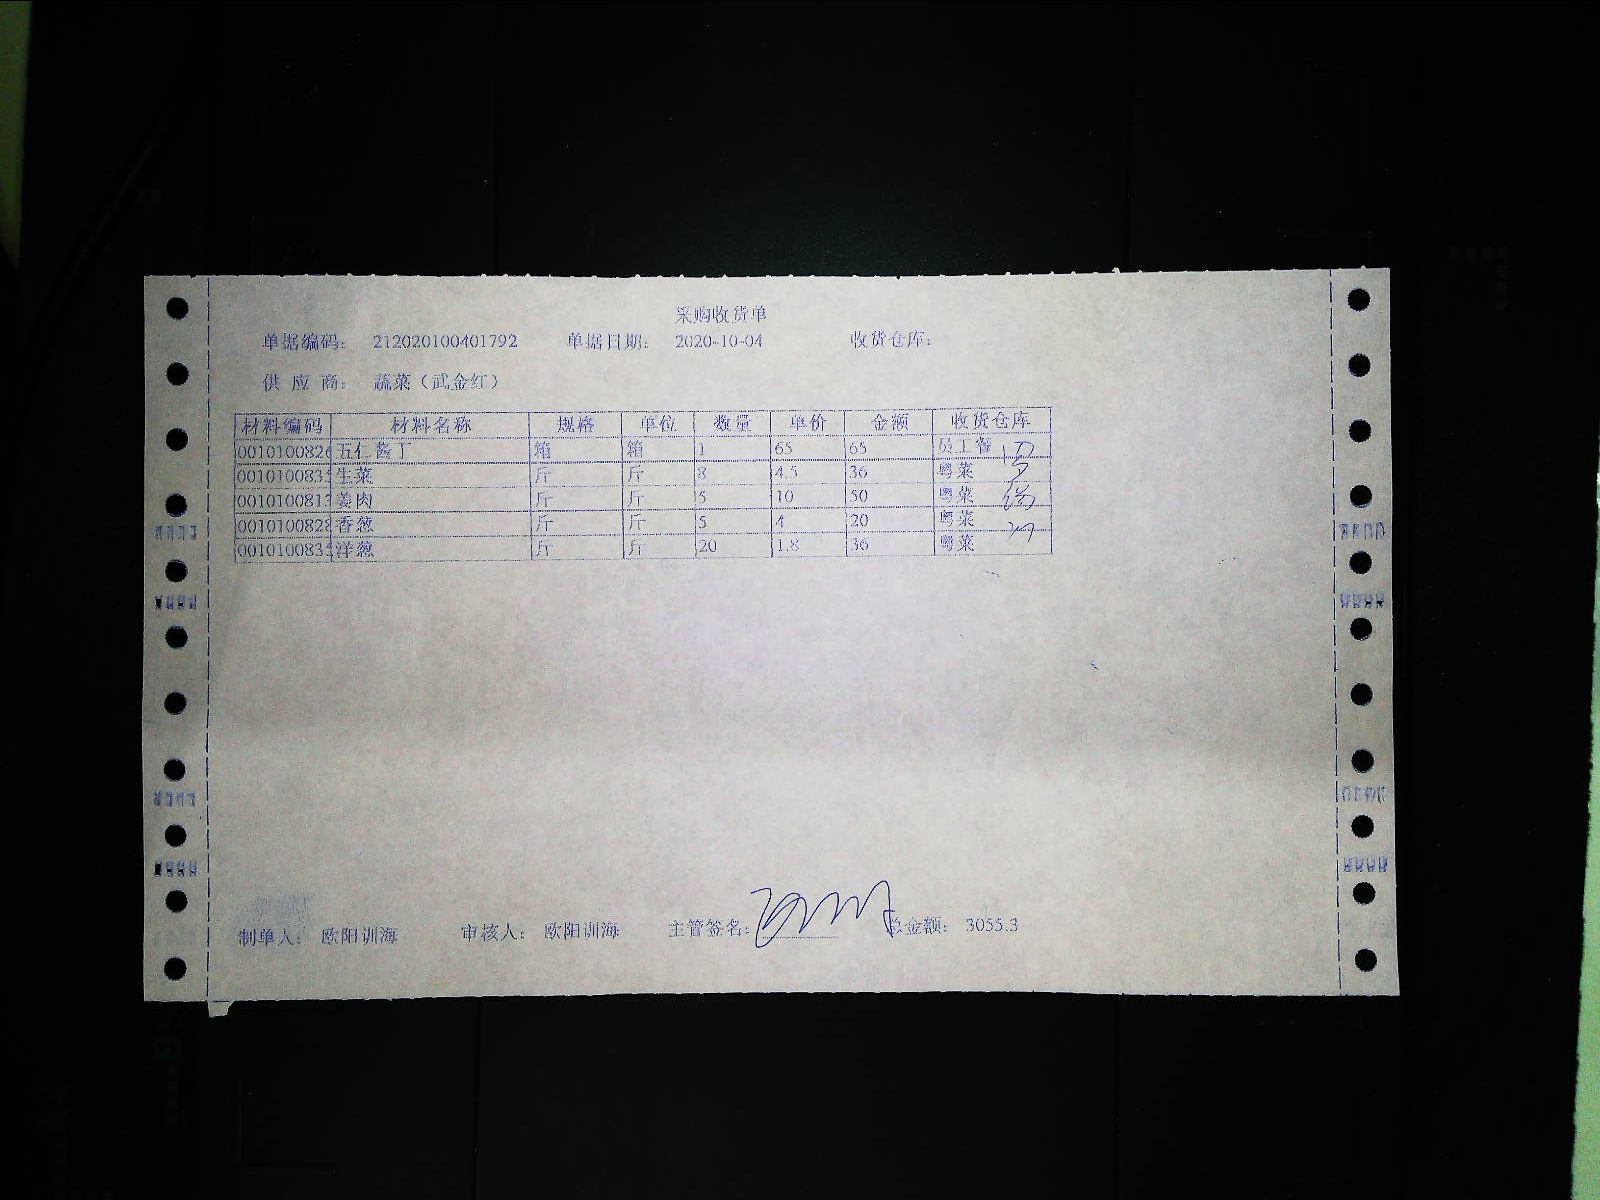 采购收货单
单据编码： 212020100401792 单据日期： 2020-10-04 收货仓库：
供 应 商： 蔬菜（武金红）
材料编码 材料名称 规格 单位 数量 单价 金额 收货仓库
0010100826 五仁酱丁 箱 箱 1 65 65 员工餐
001010083 生菜 斤 斤 8 4.5 36 粤菜
001010081 姜肉 斤 斤 5 10 50 粤菜
0010100828 香葱 斤 斤 5 4 20 粤菜
001010083 洋葱 斤 斤 20 1.8 36 粤菜
制单人： 欧阳训海 审核人： 欧阳训海 主管签名： 总金额： 3055.3